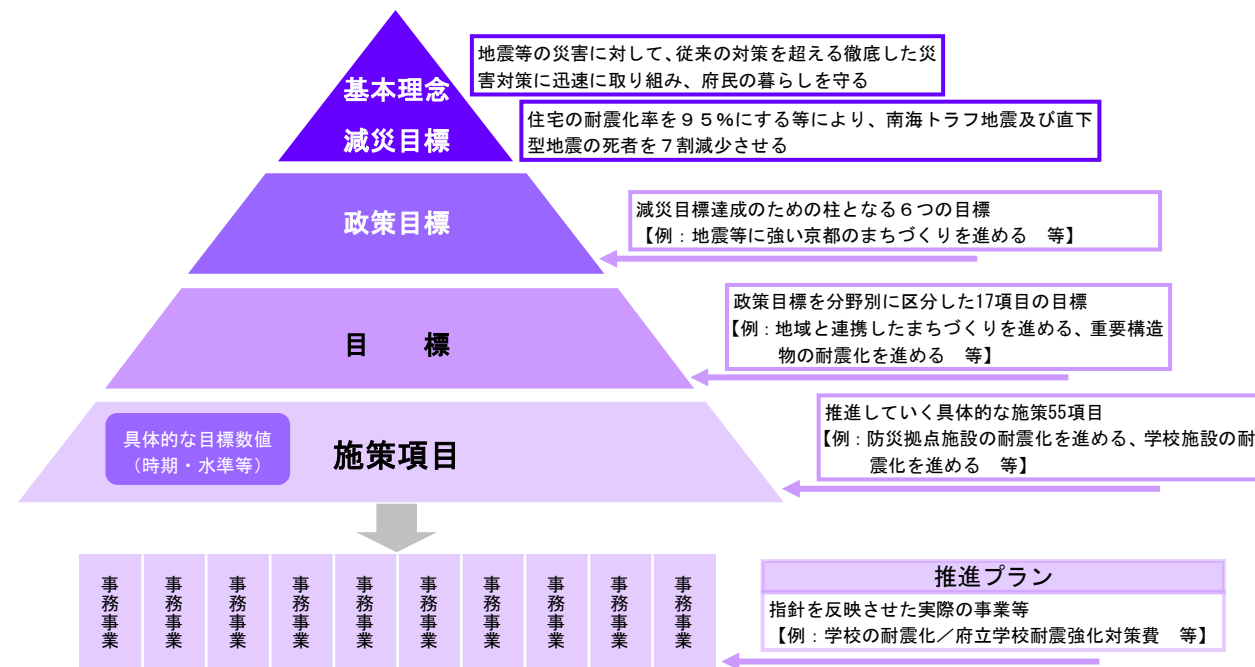 地震等の災害に対して、従来の対策を超える徹底した災
害対策に迅速に取り組み、府民の暮らしを守る
基本理念
住宅の耐震化率を９５%にする等により、南海トラフ地震及び直下
型地震の死者を７割減少させる
減災目標
政策目標
減災目標達成のための柱となる６つの目標
【例：地震等に強い京都のまちづくりを進める　等】
目　標
政策目標を分野別に区分した17項目の目標
【例：地域と連携したまちづくりを進める、重要構造
物の耐震化を進める　等】
具体的な目標数値
（時期・水準等）
施策項目
推進していく具体的な施策55項目
【例：防災拠点施設の耐震化を進める、学校施設の耐
震化を進める　等】
事務事業
事務事業
事務事業
事務事業
事務事業
事務事業
事務事業
事務事業
事務事業
事務事業
推進プラン
指針を反映させた実際の事業等
【例：学校の耐震化／府立学校耐震強化対策費　等】